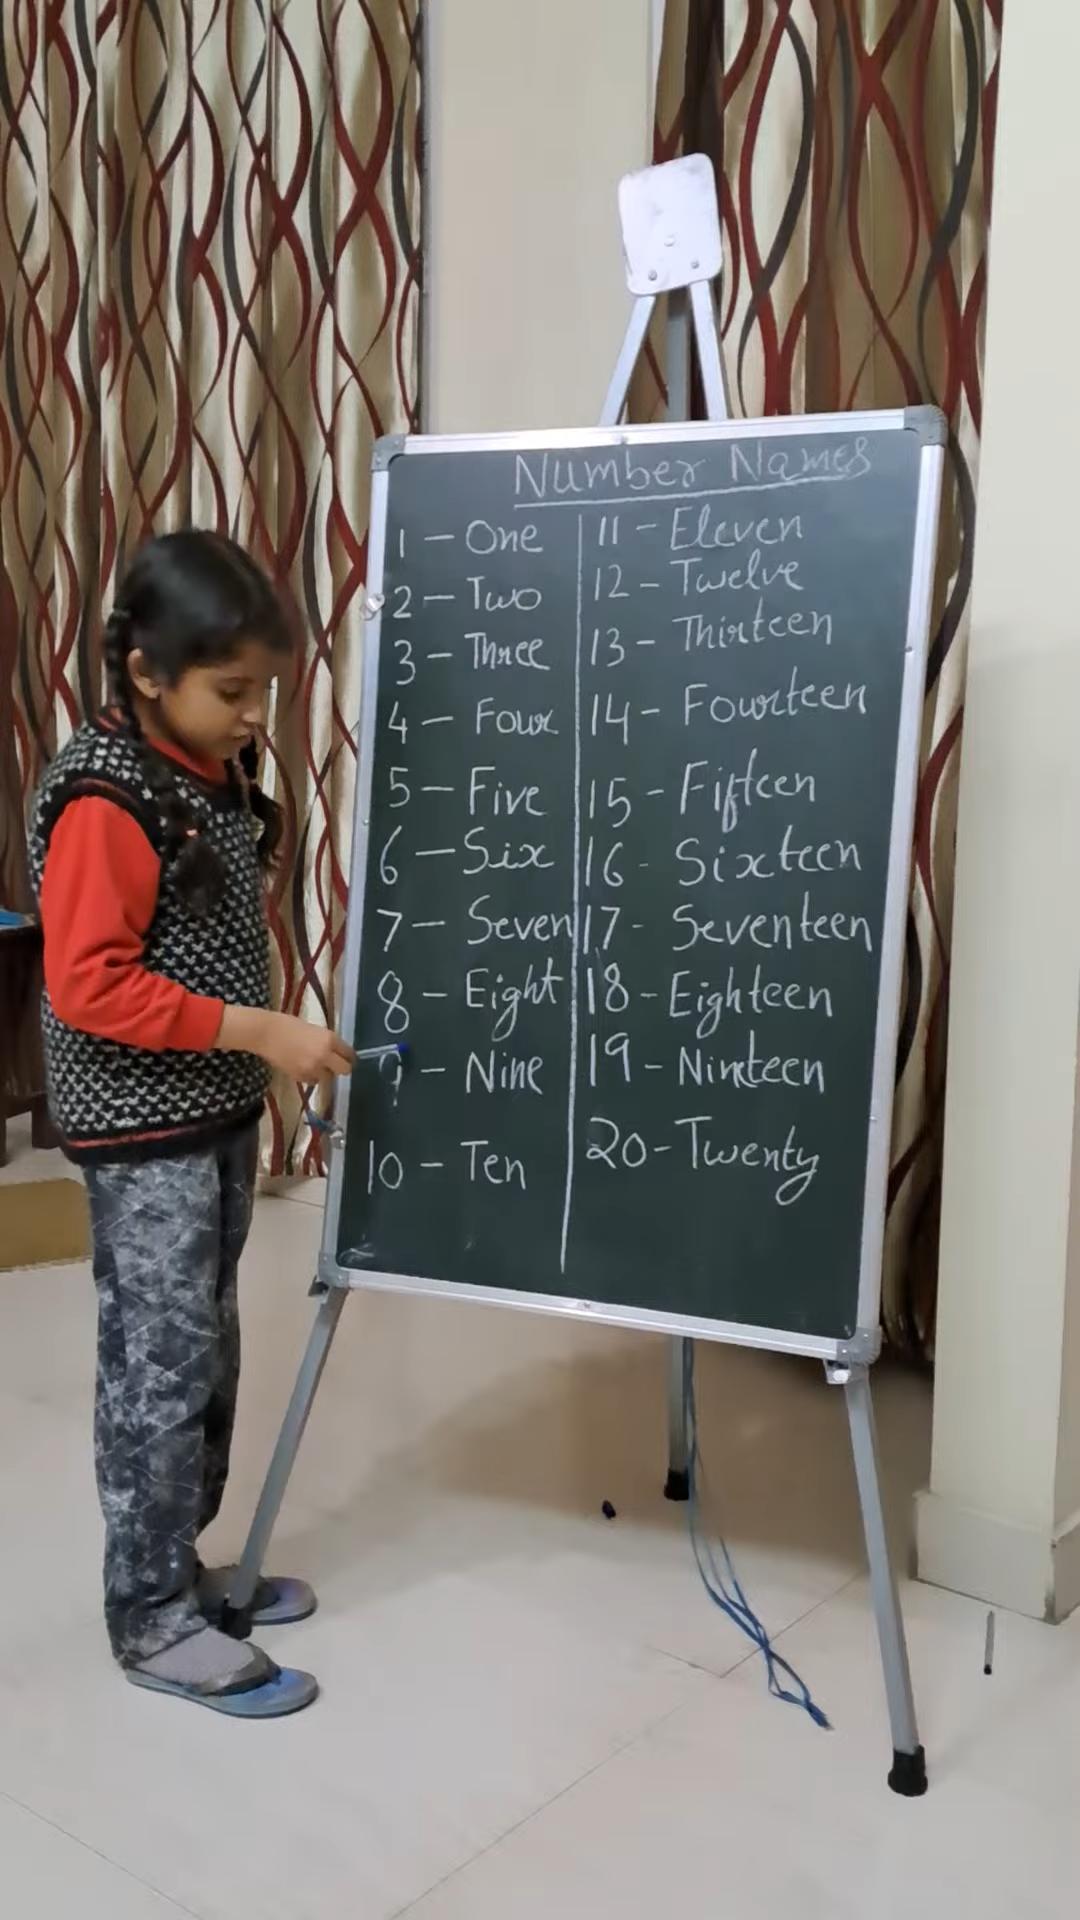 Number Names
1 – One
2 – Two
3 – Three
4 – Four
5 – Five
6 – Six
7 – Seven
8 – Eight
9 – Nine
10 – Ten
11 – Eleven
12 – Twelve
13 – Thirteen
14 – Fourteen
15 – Fifteen
16 – Sixteen
17 – Seventeen
18 – Eighteen
19 – Nineteen
20 – Twenty